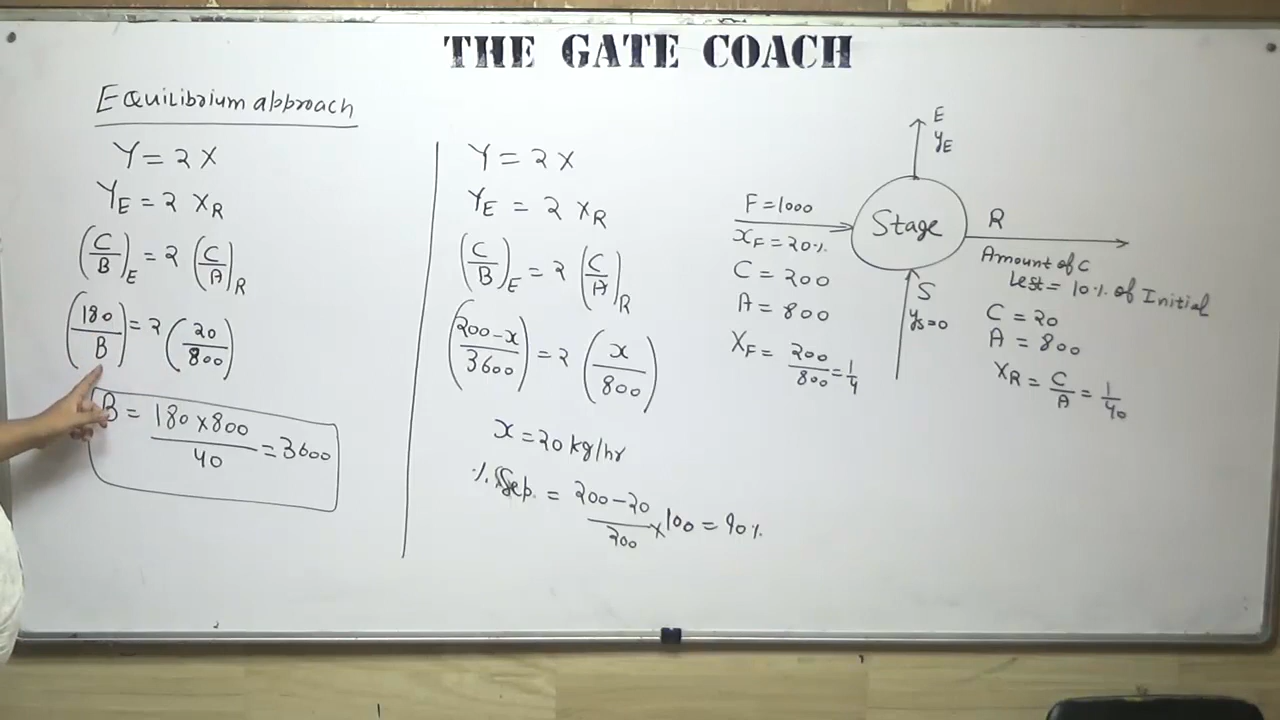 THE GATE COACH
Equilibrium approach
Y = 2 X
Y_E = 2 X_R
(C/B)_E = 2 (C/A)_R
(180/B) = 2 (20/800)
B = 180 × 800 / 40 = 3600
Y = 2 X
Y_E = 2 X_R
(C/B)_E = 2 (C/A)_R
(200 - x / 3600) = 2 (x/800)
x = 20 kg/hr
% Sep. = 200 - 20 / 200 × 100 = 90%
E
y_E
F = 1000
x_F = 20%
C = 200
A = 800
X_F = 200/800 = 1/4
Stage
S
y_S = 0
R
Amount of C
Lest = 10% of Initial
C = 20
A = 800
X_R = C/A = 1/40